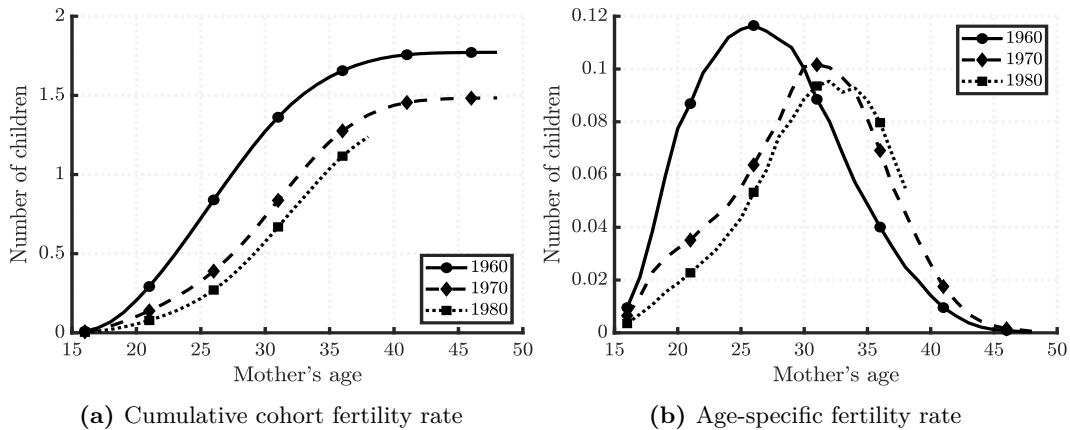 Number of children
2
1.5
1
0.5
0
15 20 25 30 35 40 45 50
Mother's age
1960
1970
1980
(a) Cumulative cohort fertility rate
Number of children
0.12
0.1
0.08
0.06
0.04
0.02
0
15 20 25 30 35 40 45 50
Mother's age
1960
1970
1980
(b) Age-specific fertility rate